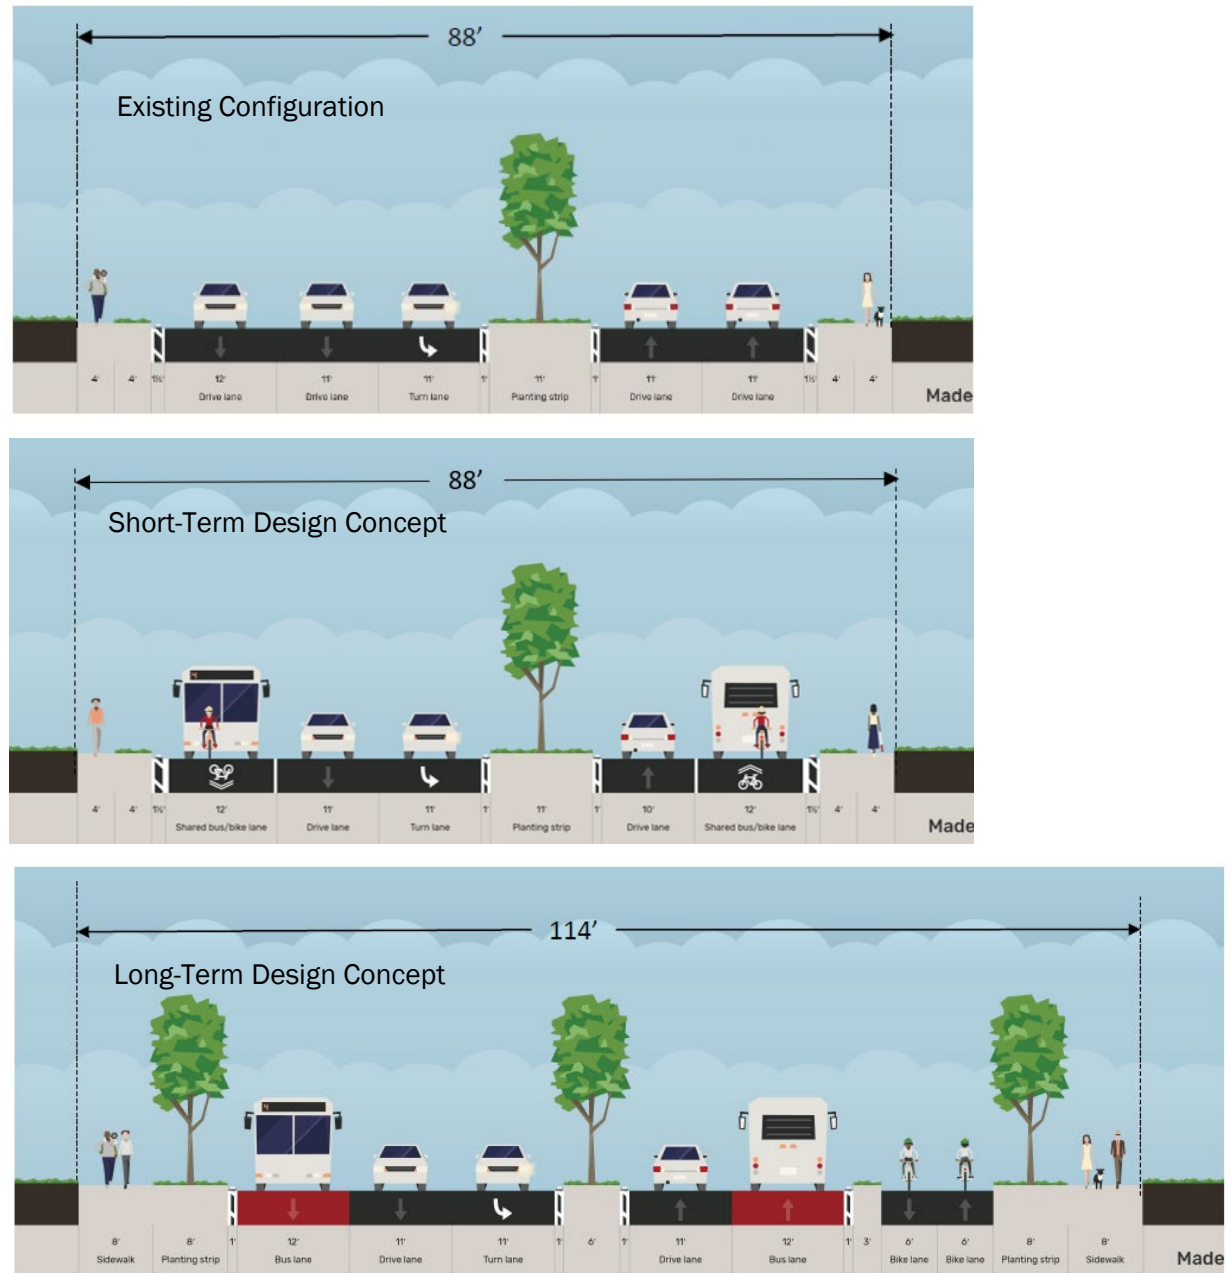 88’
Existing Configuration
4’ 4’ 1½’ 12’ 11’ 11’ 1’ 11’ 1’ 11’ 11’ 1½’ 4’ 4’
Drive lane Drive lane Turn lane Planting strip Drive lane Drive lane Made
88’
Short-Term Design Concept
4’ 4’ 1½’ 12’ 11’ 11’ 1’ 11’ 1’ 10’ 12’ 1½’ 4’ 4’
Shared bus/bike lane Drive lane Turn lane Planting strip Drive lane Shared bus/bike lane Made
114’
Long-Term Design Concept
8’ 8’ 1’ 12’ 11’ 11’ 1’ 6’ 1’ 11’ 12’ 1’ 3’ 6’ 6’ 8’ 8’
Sidewalk Planting strip Bus lane Drive lane Turn lane Drive lane Bus lane Bike lane Bike lane Planting strip Sidewalk Made